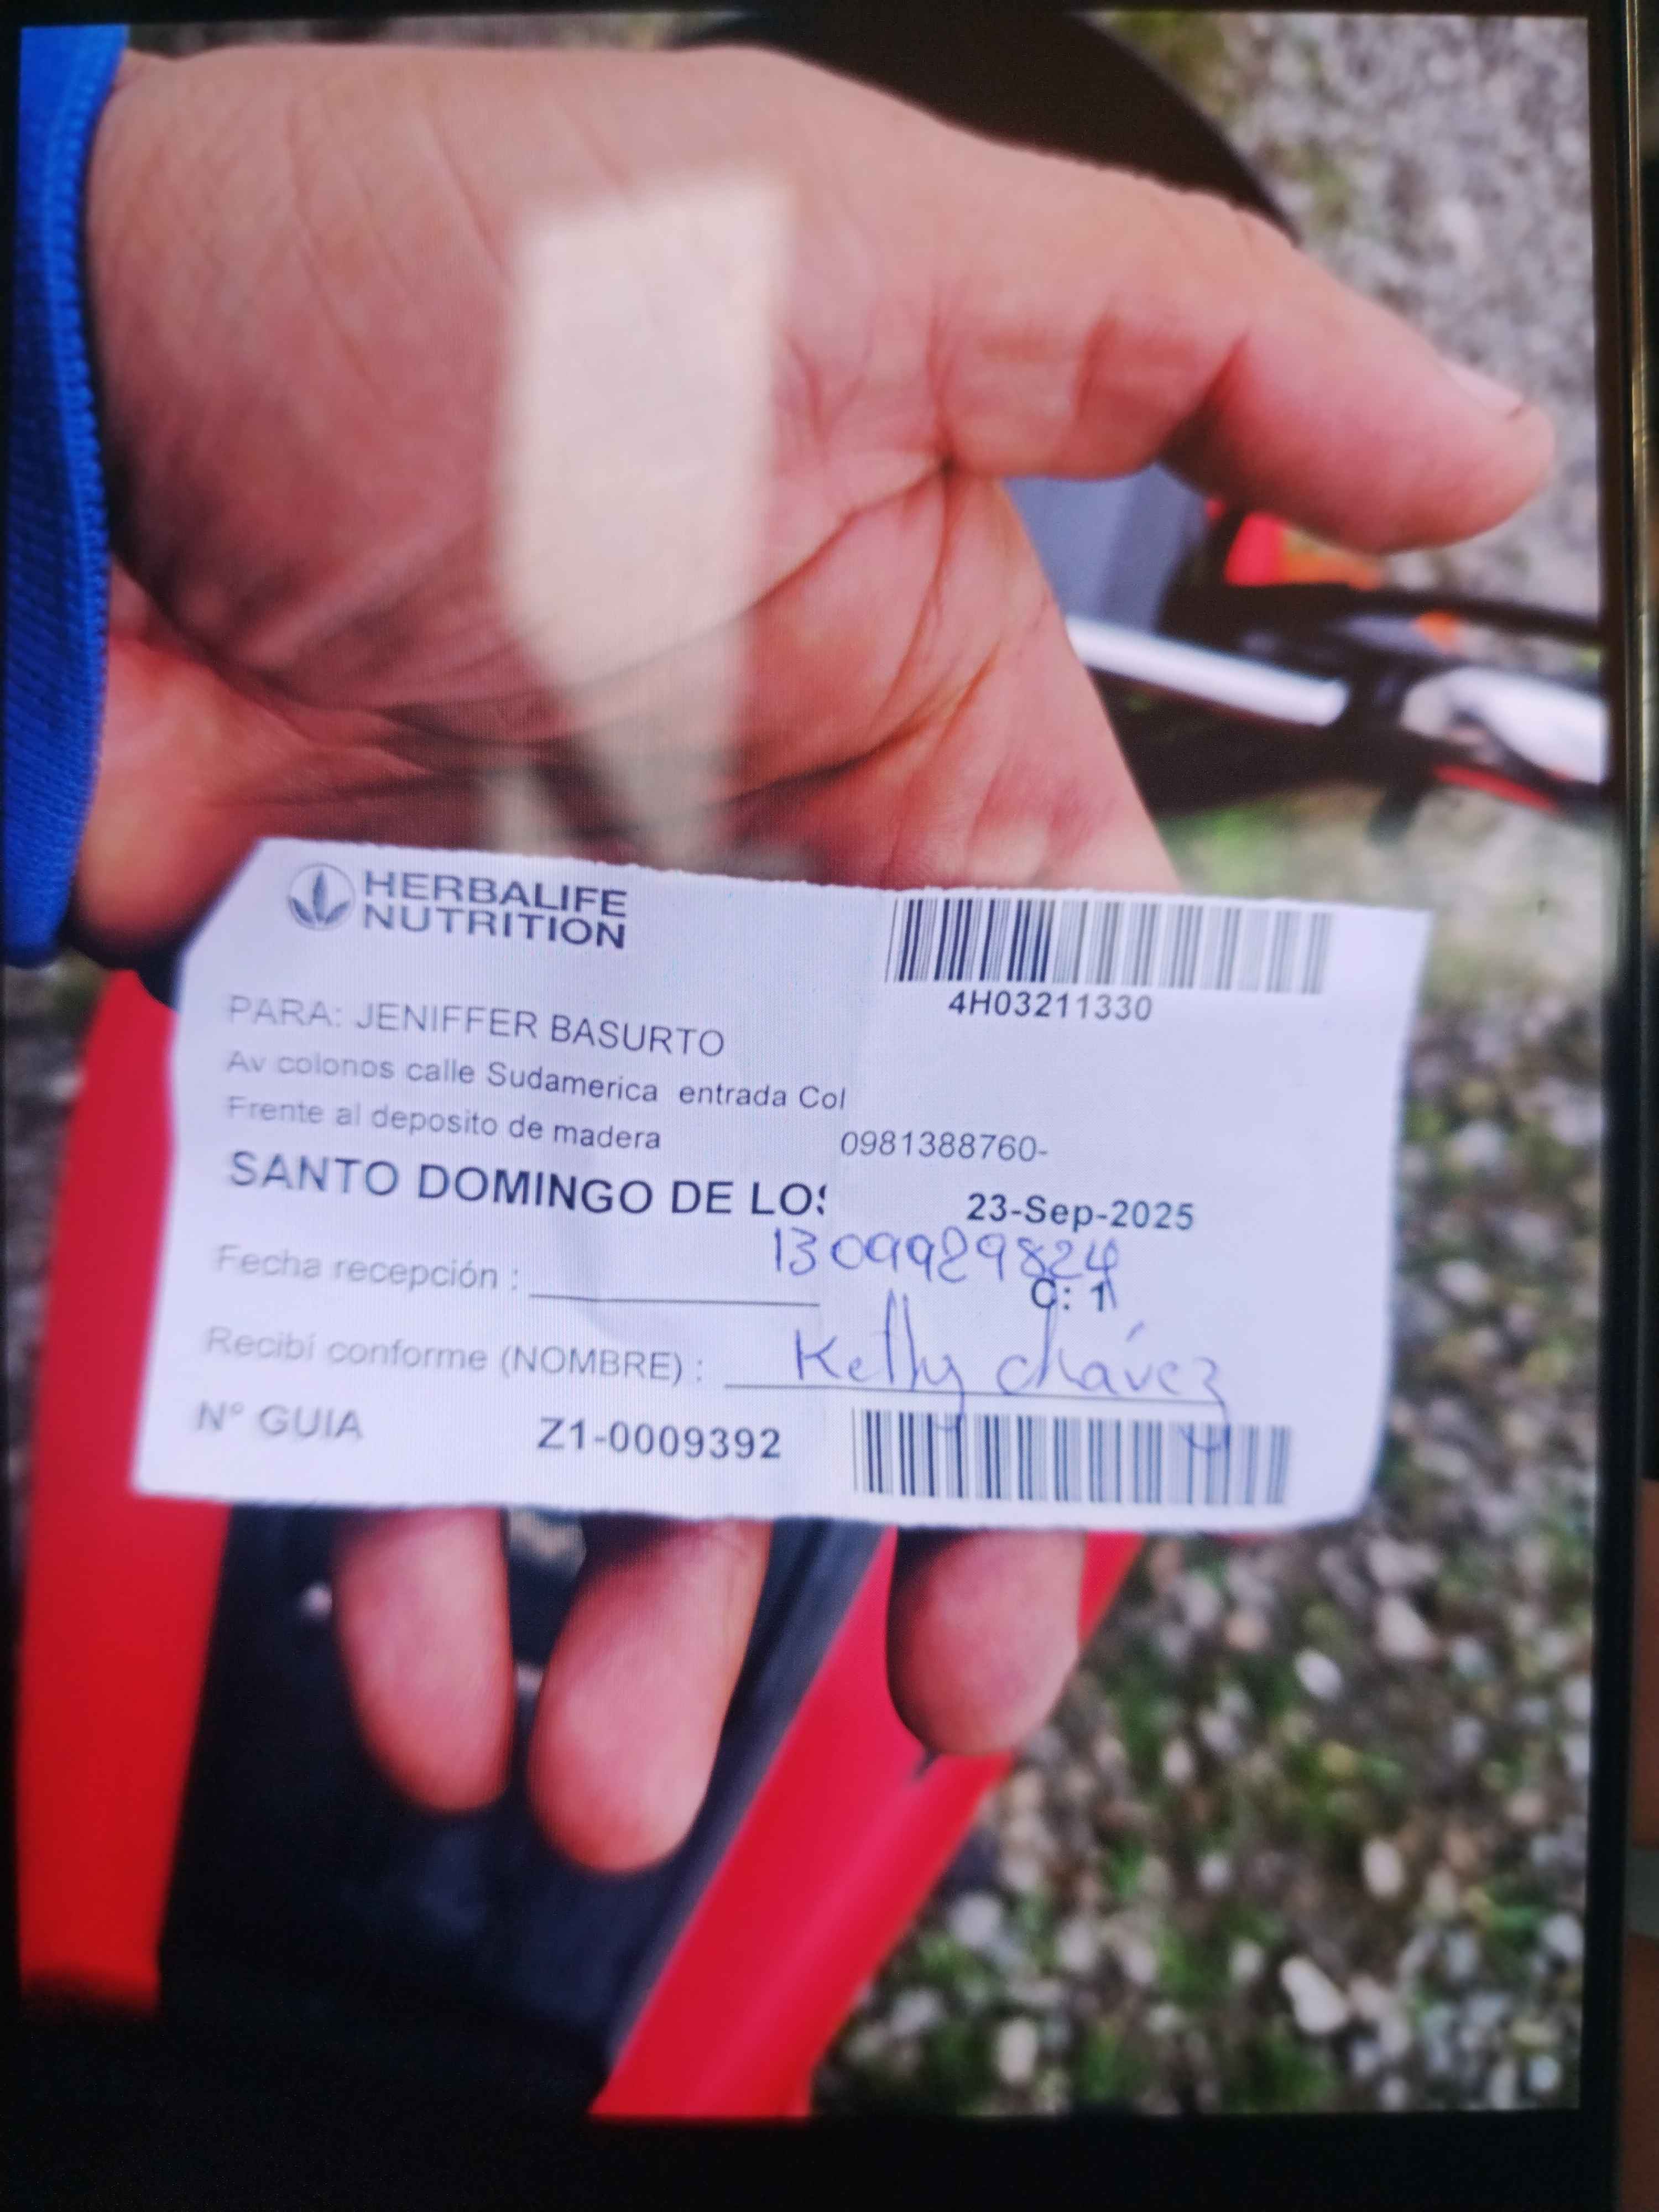 HERBALIFE
NUTRITION
4H03211330
PARA: JENIFFER BASURTO
Av colonos calle Sudamerica entrada Col
Frente al deposito de madera 0981388760-
SANTO DOMINGO DE LOS 23-Sep-2025
1309929824
Fecha recepción : C: 1
Recibí conforme (NOMBRE) : Kelly chávez
N° GUIA Z1-0009392